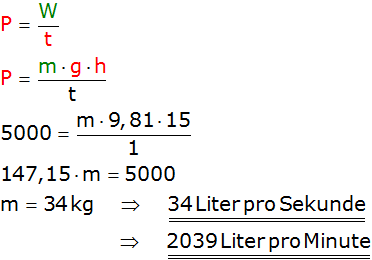 P = W/t
P = m · g · h / t
5000 = m · 9,81 · 15 / 1
147,15 · m = 5000
m = 34 kg ⇒ 34 Liter pro Sekunde
⇒ 2039 Liter pro Minute